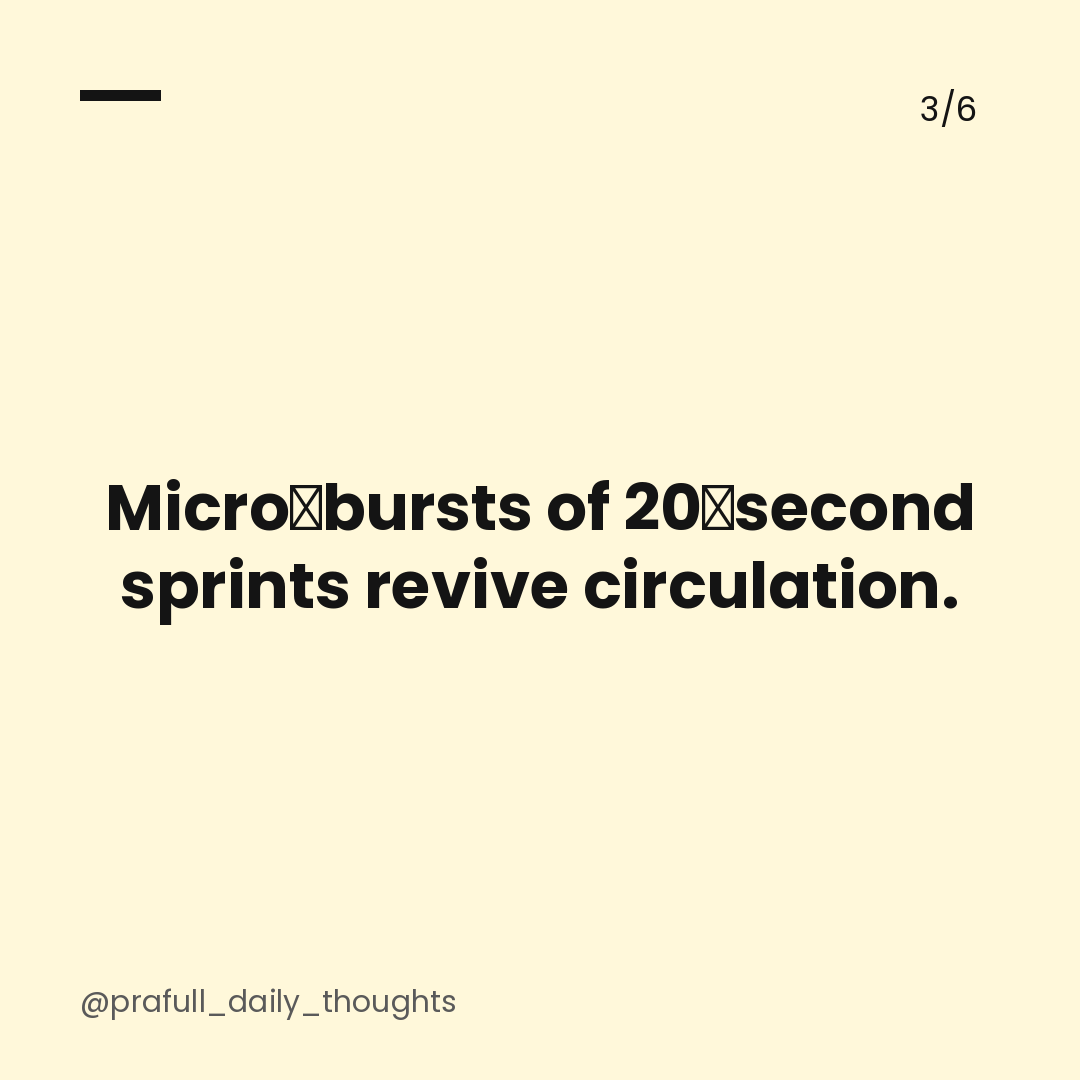 3/6
Micro☒bursts of 20☒second
sprints revive circulation.
@prafull_daily_thoughts